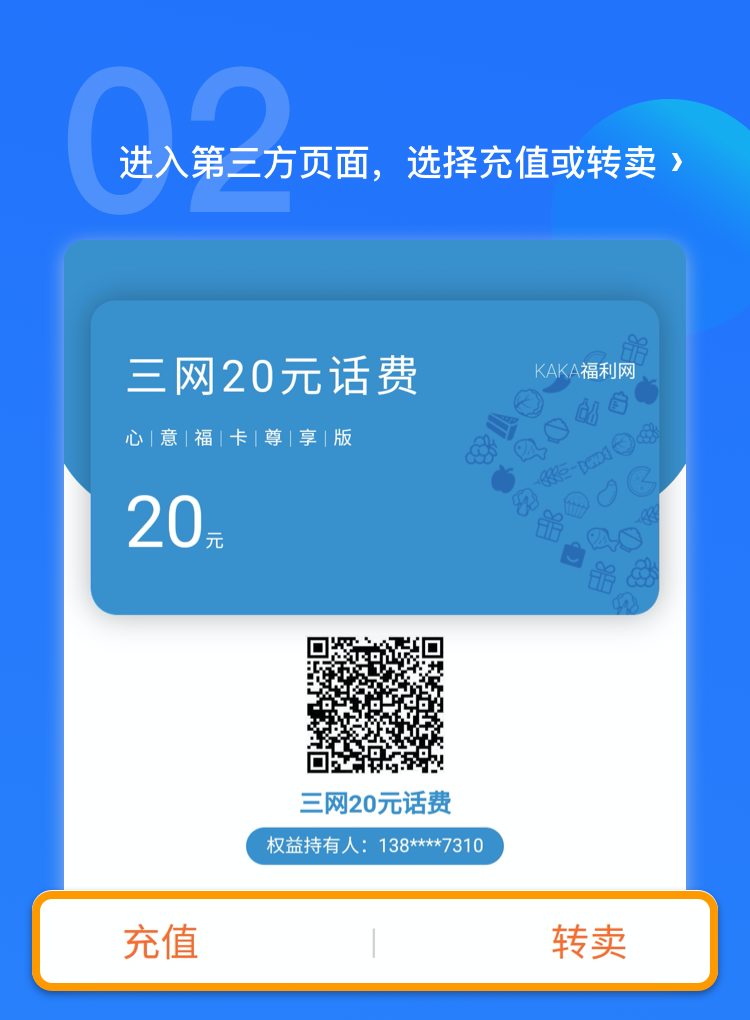 02
进入第三方页面，选择充值或转卖 ›
三网20元话费
KAKA福利网
心|意|福|卡|尊|享|版
20元
三网20元话费
权益持有人：138****7310
充值 | 转卖